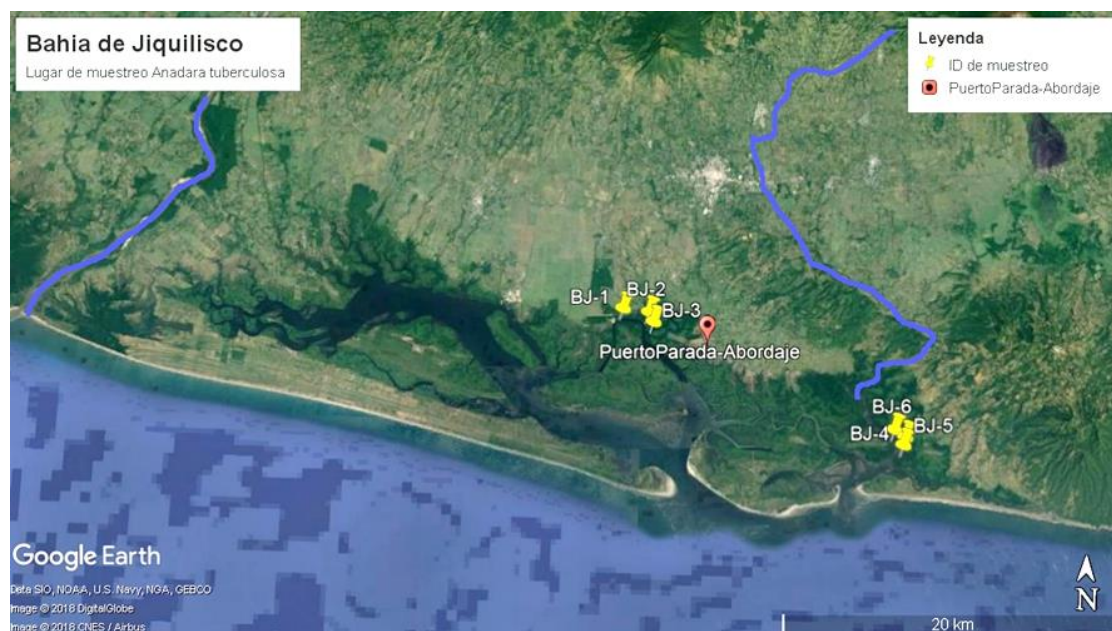 Bahia de Jiquilisco
Lugar de muestreo Anadara tuberculosa
Leyenda
ID de muestreo
PuertoParada-Abordaje
BJ-1
BJ-2
BJ-3
PuertoParada-Abordaje
BJ-6
BJ-4
BJ-5
Google Earth
Data SIO, NOAA, U.S. Navy, NGA, GEBCO
Image © 2018 DigitalGlobe
Image © 2018 CNES / Airbus
N
20 km